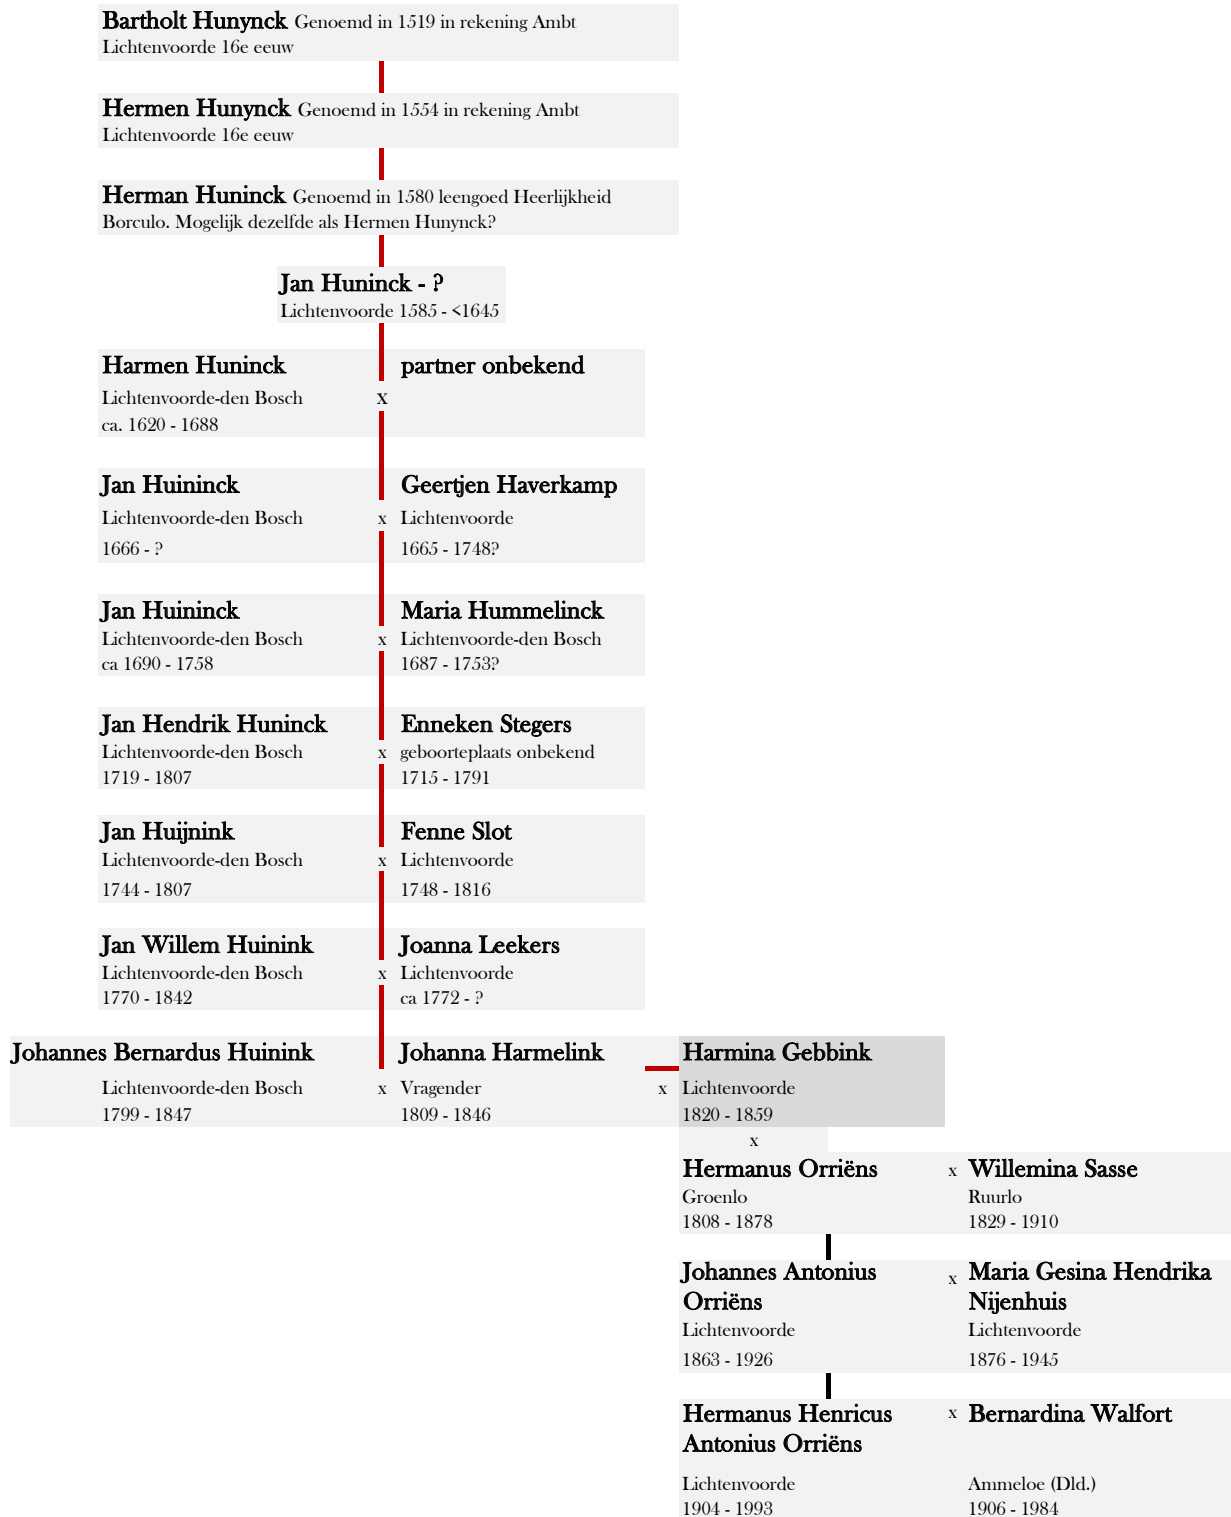 Bartholt Hunynck Genoemd in 1519 in rekening Ambt
Lichtenvoorde 16e eeuw
Hermen Hunynck Genoemd in 1554 in rekening Ambt
Lichtenvoorde 16e eeuw
Herman Huninck Genoemd in 1580 leengoed Heerlijkheid
Borculo. Mogelijk dezelfde als Hermen Hunynck?
Jan Huninck - ?
Lichtenvoorde 1585 - <1645
Harmen Huninck partner onbekend
Lichtenvoorde-den Bosch x
ca. 1620 - 1688
Jan Huininck Geertjen Haverkamp
Lichtenvoorde-den Bosch x Lichtenvoorde
1666 - ? 1665 - 1748?
Jan Huininck Maria Hummelinck
Lichtenvoorde-den Bosch x Lichtenvoorde-den Bosch
ca 1690 - 1758 1687 - 1753?
Jan Hendrik Huninck Enneken Stegers
Lichtenvoorde-den Bosch x geboorteplaats onbekend
1719 - 1807 1715 - 1791
Jan Huijnink Fenne Slot
Lichtenvoorde-den Bosch x Lichtenvoorde
1744 - 1807 1748 - 1816
Jan Willem Huinink Joanna Leekers
Lichtenvoorde-den Bosch x Lichtenvoorde
1770 - 1842 ca 1772 - ?
Johannes Bernardus Huinink Johanna Harmelink Harmina Gebbink
Lichtenvoorde-den Bosch x Vragender x Lichtenvoorde
1799 - 1847 1809 - 1846 1820 - 1859
x
Hermanus Orriëns x Willemina Sasse
Groenlo Ruurlo
1808 - 1878 1829 - 1910
Johannes Antonius x Maria Gesina Hendrika
Orriëns Nijenhuis
Lichtenvoorde Lichtenvoorde
1863 - 1926 1876 - 1945
Hermanus Henricus x Bernardina Walfort
Antonius Orriëns
Lichtenvoorde Ammeloe (Dld.)
1904 - 1993 1906 - 1984